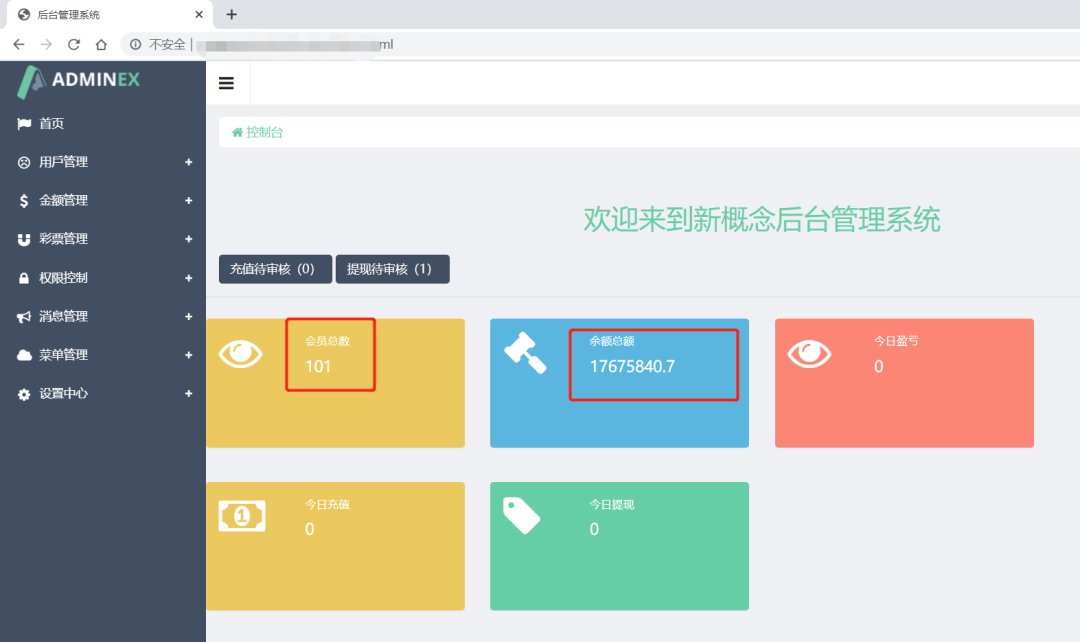 后台管理系统
不安全
ml
ADMINEX
首页
用戶管理
金额管理
彩票管理
权限控制
消息管理
菜单管理
设置中心
控制台
欢迎来到新概念后台管理系统
充值待审核（0） 提现待审核（1）
会员总数
101
余额总额
17675840.7
今日盈亏
0
今日充值
0
今日提现
0